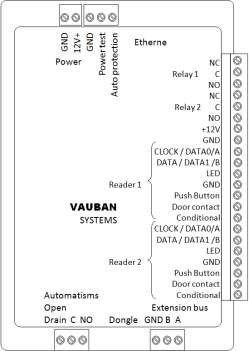 GND
12V+
GND
Power test
Auto protection
Power
Etherne
NC
Relay 1 C
NO
NC
Relay 2 C
NO
+12V
GND
CLOCK / DATA0/A
DATA / DATA1 /B
LED
Reader 1
GND
Push Button
Door contact
Conditional
VAUBAN
SYSTEMS
CLOCK / DATA0/A
DATA / DATA1 /B
LED
Reader 2
GND
Push Button
Door contact
Conditional
Automatisms
Open
Drain C NO
Extension bus
Dongle GND B A